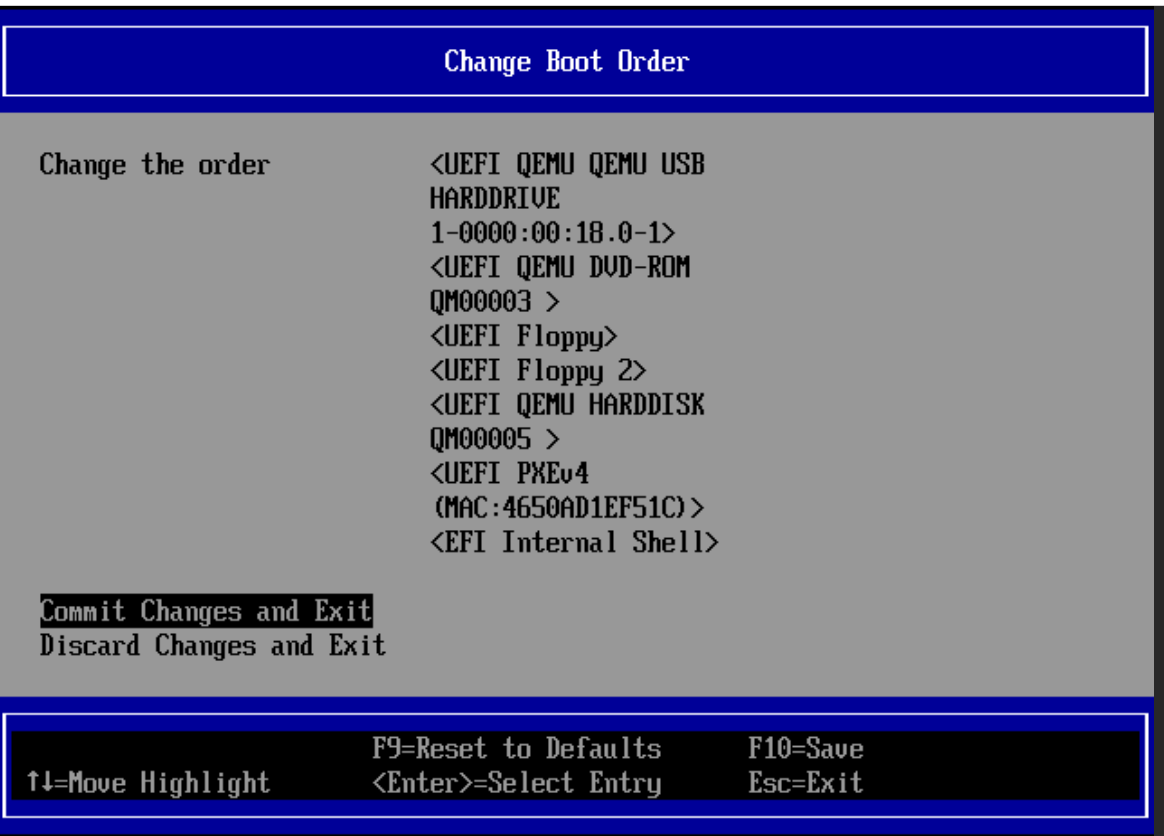 Change Boot Order
Change the order
<UEFI QEMU QEMU USB
HARDDRIVE
1-0000:00:18.0-1>
<UEFI QEMU DVD-ROM
QM00003 >
<UEFI Floppy>
<UEFI Floppy 2>
<UEFI QEMU HARDDISK
QM00005 >
<UEFI PXEv4
(MAC:4650AD1EF51C)>
<EFI Internal Shell>
Commit Changes and Exit
Discard Changes and Exit
F9=Reset to Defaults F10=Save
↑↓=Move Highlight <Enter>=Select Entry Esc=Exit